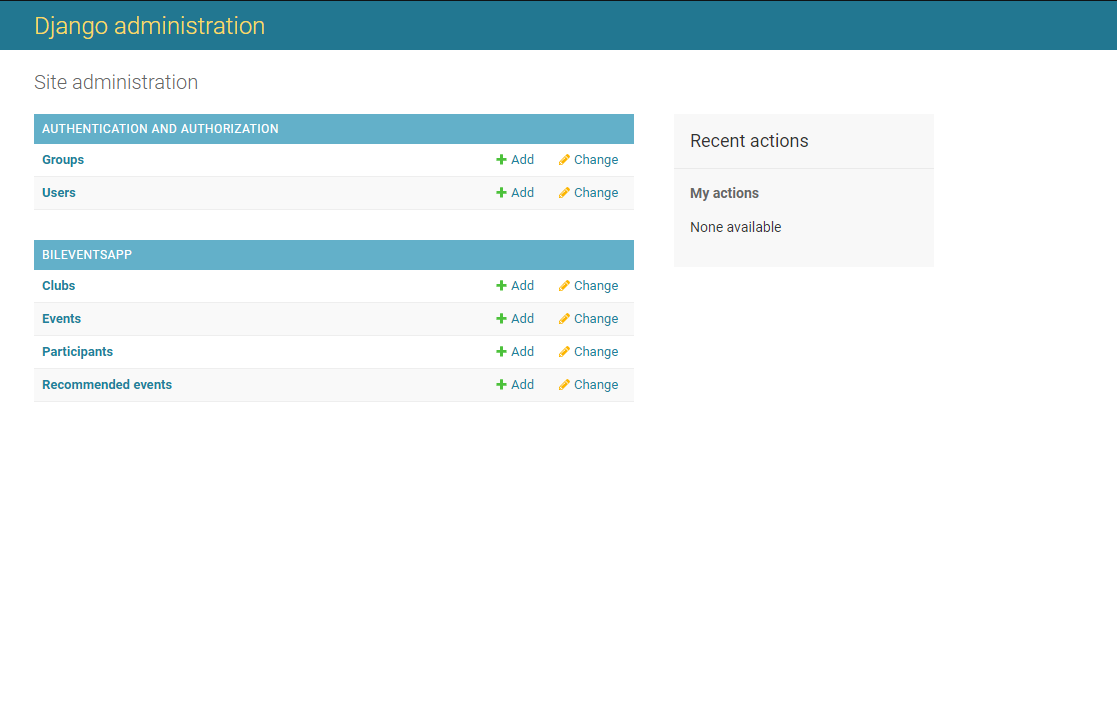 Django administration
Site administration
AUTHENTICATION AND AUTHORIZATION
Groups Add Change
Users Add Change
BILEVENTSAPP
Clubs Add Change
Events Add Change
Participants Add Change
Recommended events Add Change
Recent actions
My actions
None available